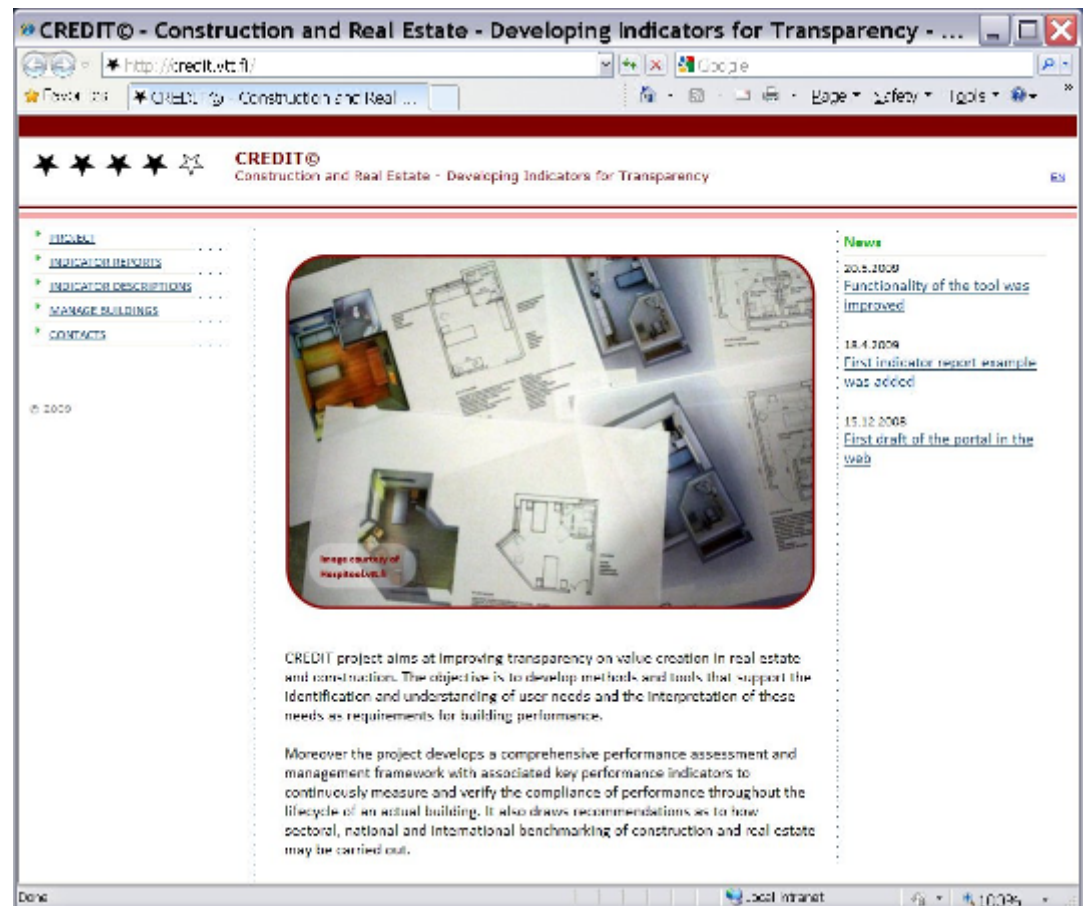 CREDIT© - Construction and Real Estate - Developing Indicators for Transparency - ...
http://credit.vtt.fi/
Google
CREDIT© - Construction and Real ...
Page Safety Tools
CREDIT©
Construction and Real Estate - Developing Indicators for Transparency
EN
PROJECT
INDICATOR REPORTS
INDICATOR DESCRIPTIONS
MANAGE BUILDINGS
CONTACTS
© 2009
Image courtesy of
CREDIT project aims at improving transparency on value creation in real estate
and construction. The objective is to develop methods and tools that support the
identification and understanding of user needs and the interpretation of these
needs as requirements for building performance.
Moreover the project develops a comprehensive performance assessment and
management framework with associated key performance indicators to
continuously measure and verify the compliance of performance throughout the
lifecycle of an actual building. It also draws recommendations as to how
sectoral, national and international benchmarking of construction and real estate
may be carried out.
News
20.5.2009
Functionality of the tool was
improved
18.4.2009
First indicator report example
was added
15.12.2008
First draft of the portal in the
web
Done
Local intranet
100%